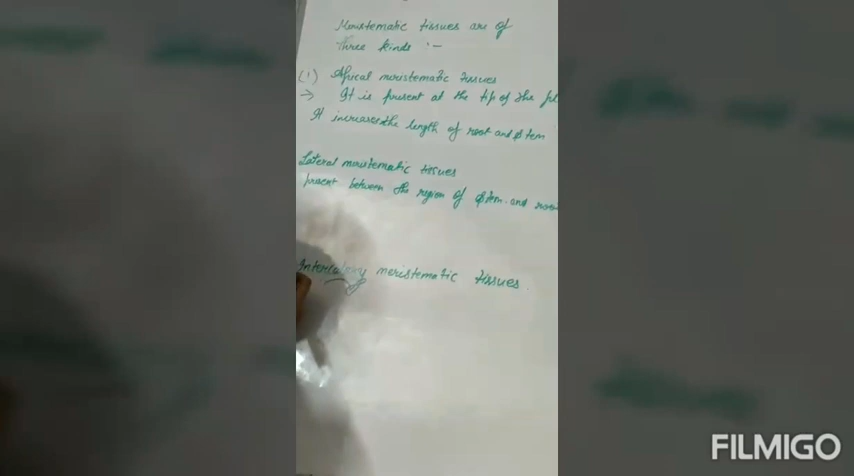 Meristematic tissues are of
three kinds :-
(1) Apical meristematic tissues
→ It is present at the tip of the
It increases the length of root and stem
Lateral meristematic tissues
present between the region of stem and
Intercalary meristematic tissues
FILMIGO